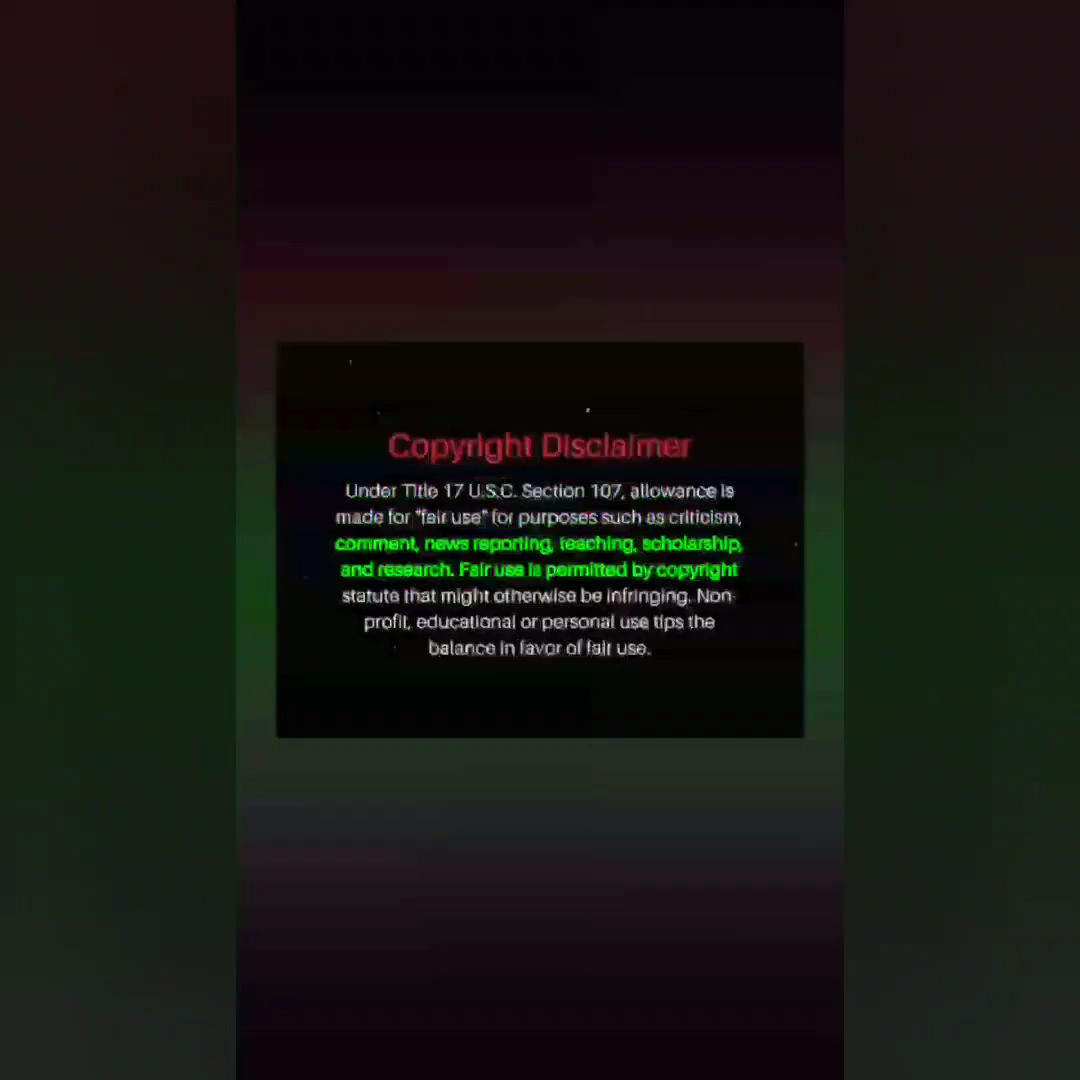 Copyright Disclaimer
Under Title 17 U.S.C. Section 107, allowance is
made for "fair use" for purposes such as criticism,
comment, news reporting, teaching, scholarship,
and research. Fair use is permitted by copyright
statute that might otherwise be infringing. Non-
profit, educational or personal use tips the
balance in favor of fair use.